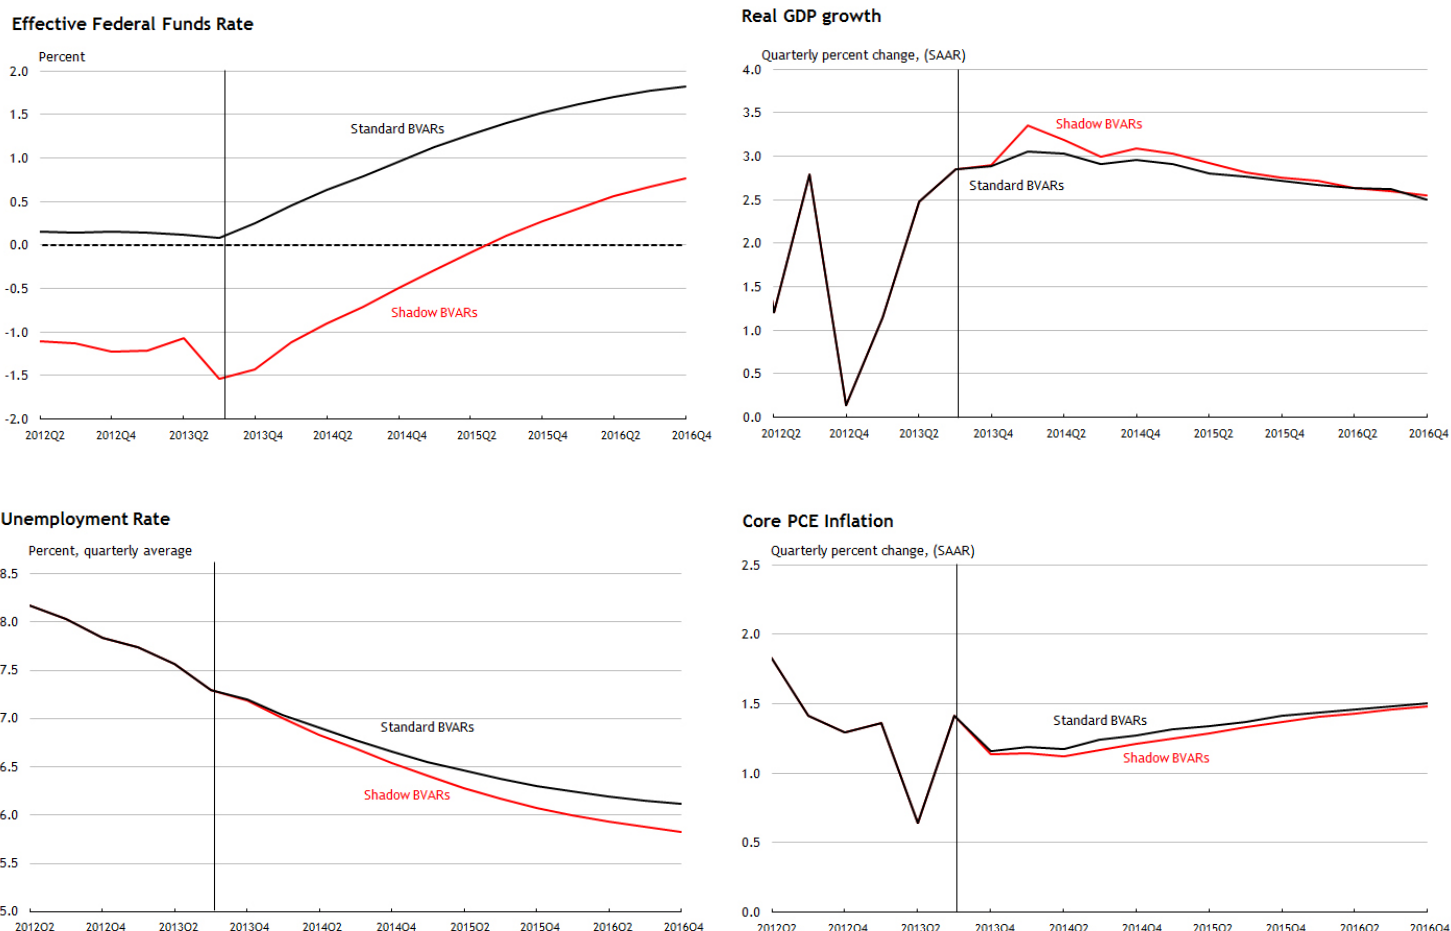 Effective Federal Funds Rate
Percent
2.0
1.5
1.0
0.5
0.0
-0.5
-1.0
-1.5
-2.0
Standard BVARs
Shadow BVARs
2012Q2 2012Q4 2013Q2 2013Q4 2014Q2 2014Q4 2015Q2 2015Q4 2016Q2 2016Q4
Real GDP growth
Quarterly percent change, (SAAR)
4.0
3.5
3.0
2.5
2.0
1.5
1.0
0.5
0.0
Shadow BVARs
Standard BVARs
2012Q2 2012Q4 2013Q2 2013Q4 2014Q2 2014Q4 2015Q2 2015Q4 2016Q2 2016Q4
Unemployment Rate
Percent, quarterly average
8.5
8.0
7.5
7.0
6.5
6.0
5.5
5.0
Standard BVARs
Shadow BVARs
2012Q2 2012Q4 2013Q2 2013Q4 2014Q2 2014Q4 2015Q2 2015Q4 2016Q2 2016Q4
Core PCE Inflation
Quarterly percent change, (SAAR)
2.5
2.0
1.5
1.0
0.5
0.0
Standard BVARs
Shadow BVARs
2012Q2 2012Q4 2013Q2 2013Q4 2014Q2 2014Q4 2015Q2 2015Q4 2016Q2 2016Q4